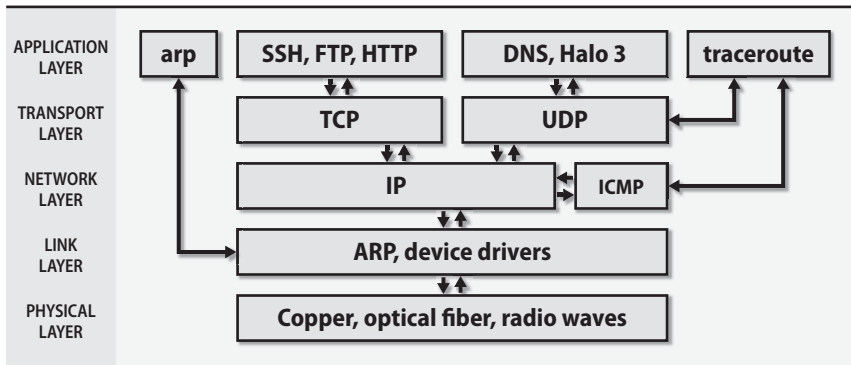 APPLICATION
LAYER
arp
SSH, FTP, HTTP
DNS, Halo 3
traceroute
TRANSPORT
LAYER
TCP
UDP
NETWORK
LAYER
IP
ICMP
LINK
LAYER
ARP, device drivers
PHYSICAL
LAYER
Copper, optical fiber, radio waves